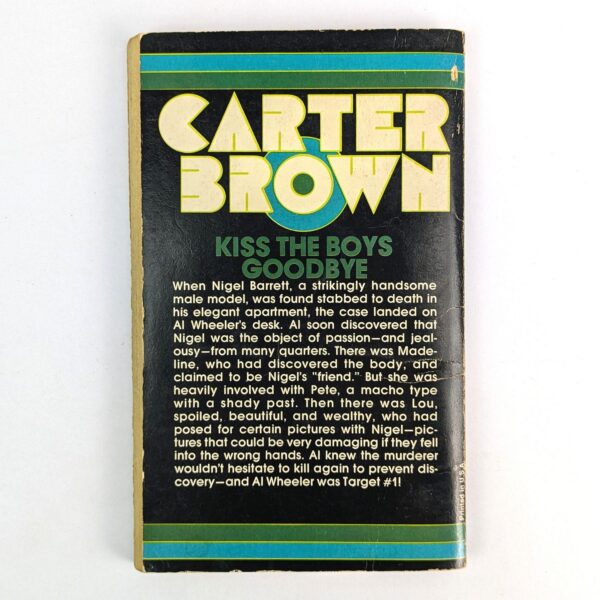 CARTER
BROWN
KISS THE BOYS
GOODBYE
When Nigel Barrett, a strikingly handsome
male model, was found stabbed to death in
his elegant apartment, the case landed on
Al Wheeler's desk. Al soon discovered that
Nigel was the object of passion—and jeal-
ousy—from many quarters. There was Made-
line, who had discovered the body, and
claimed to be Nigel's "friend." But she was
heavily involved with Pete, a macho type
with a shady past. Then there was Lou,
spoiled, beautiful, and wealthy, who had
posed for certain pictures with Nigel—pic-
tures that could be very damaging if they fell
into the wrong hands. Al knew the murderer
wouldn't hesitate to kill again to prevent dis-
covery—and Al Wheeler was Target #1!
Printed in U.S.A.